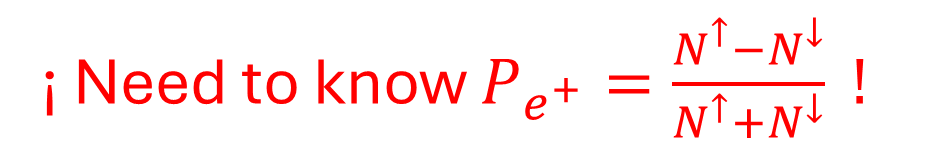 ¡ Need to know P_{e^+} = \frac{N^↑−N^↓}{N^↑+N^↓} !